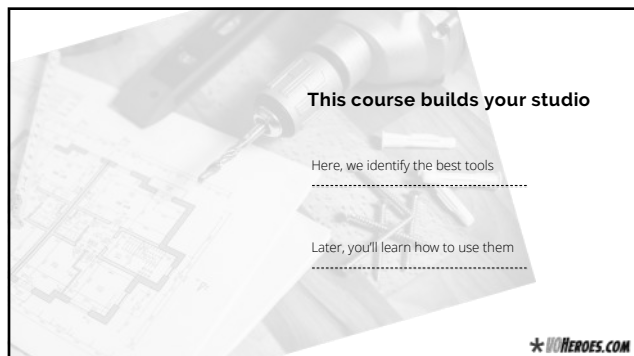 This course builds your studio
Here, we identify the best tools
Later, you'll learn how to use them
VOHEROES.COM